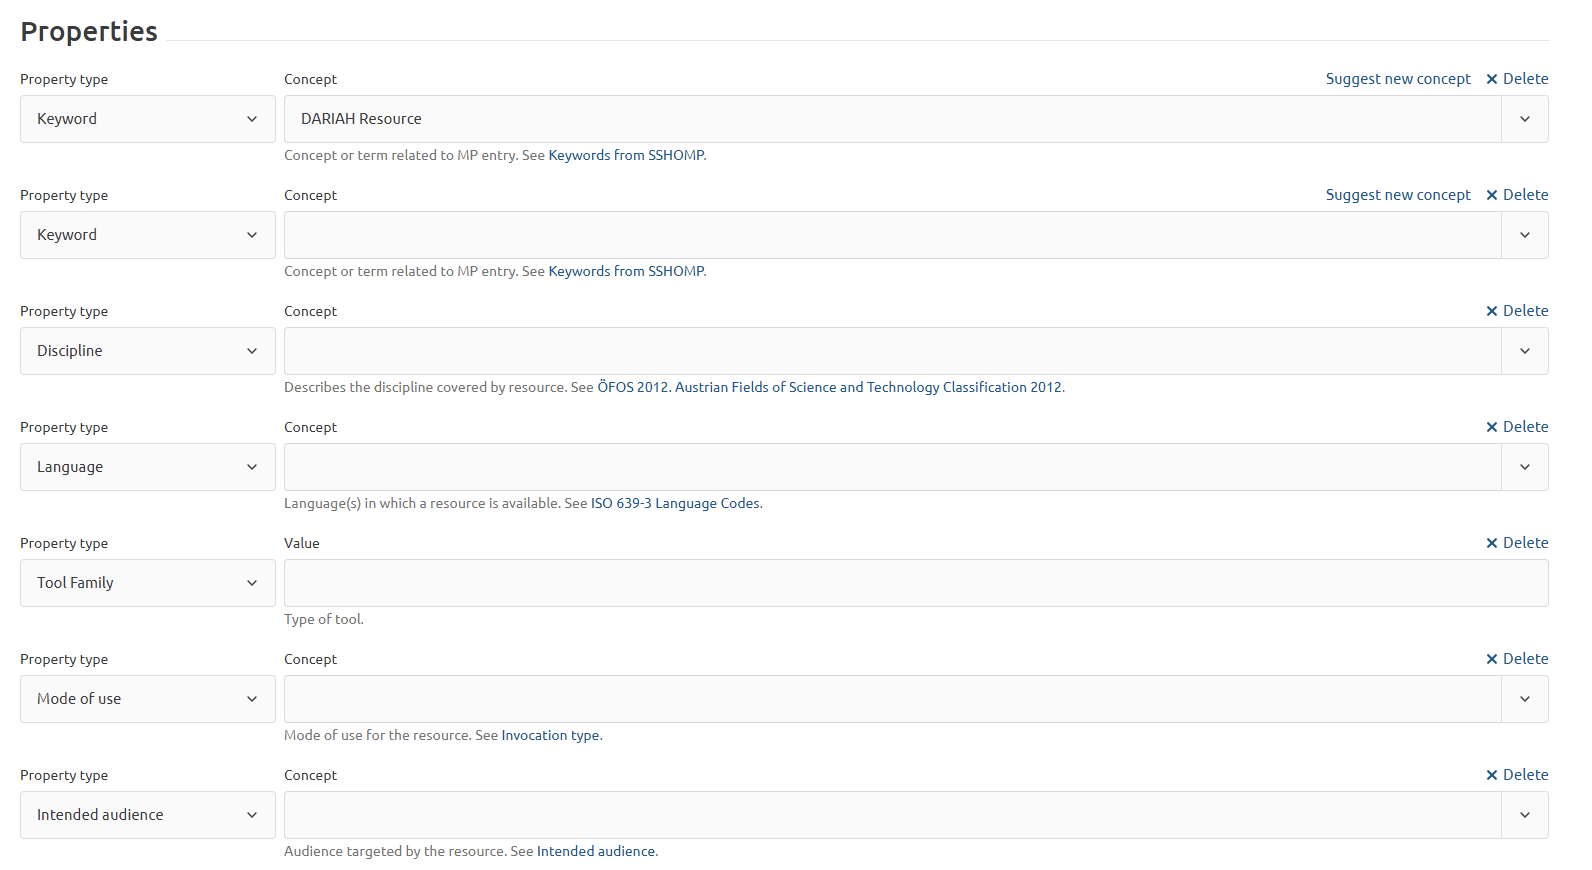 Properties
Property type Concept Suggest new concept Delete
Keyword DARIAH Resource
Concept or term related to MP entry. See Keywords from SSHOMP.
Property type Concept Suggest new concept Delete
Keyword
Concept or term related to MP entry. See Keywords from SSHOMP.
Property type Concept Delete
Discipline
Describes the discipline covered by resource. See ÖFOS 2012. Austrian Fields of Science and Technology Classification 2012.
Property type Concept Delete
Language
Language(s) in which a resource is available. See ISO 639-3 Language Codes.
Property type Value Delete
Tool Family
Type of tool.
Property type Concept Delete
Mode of use
Mode of use for the resource. See Invocation type.
Property type Concept Delete
Intended audience
Audience targeted by the resource. See Intended audience.